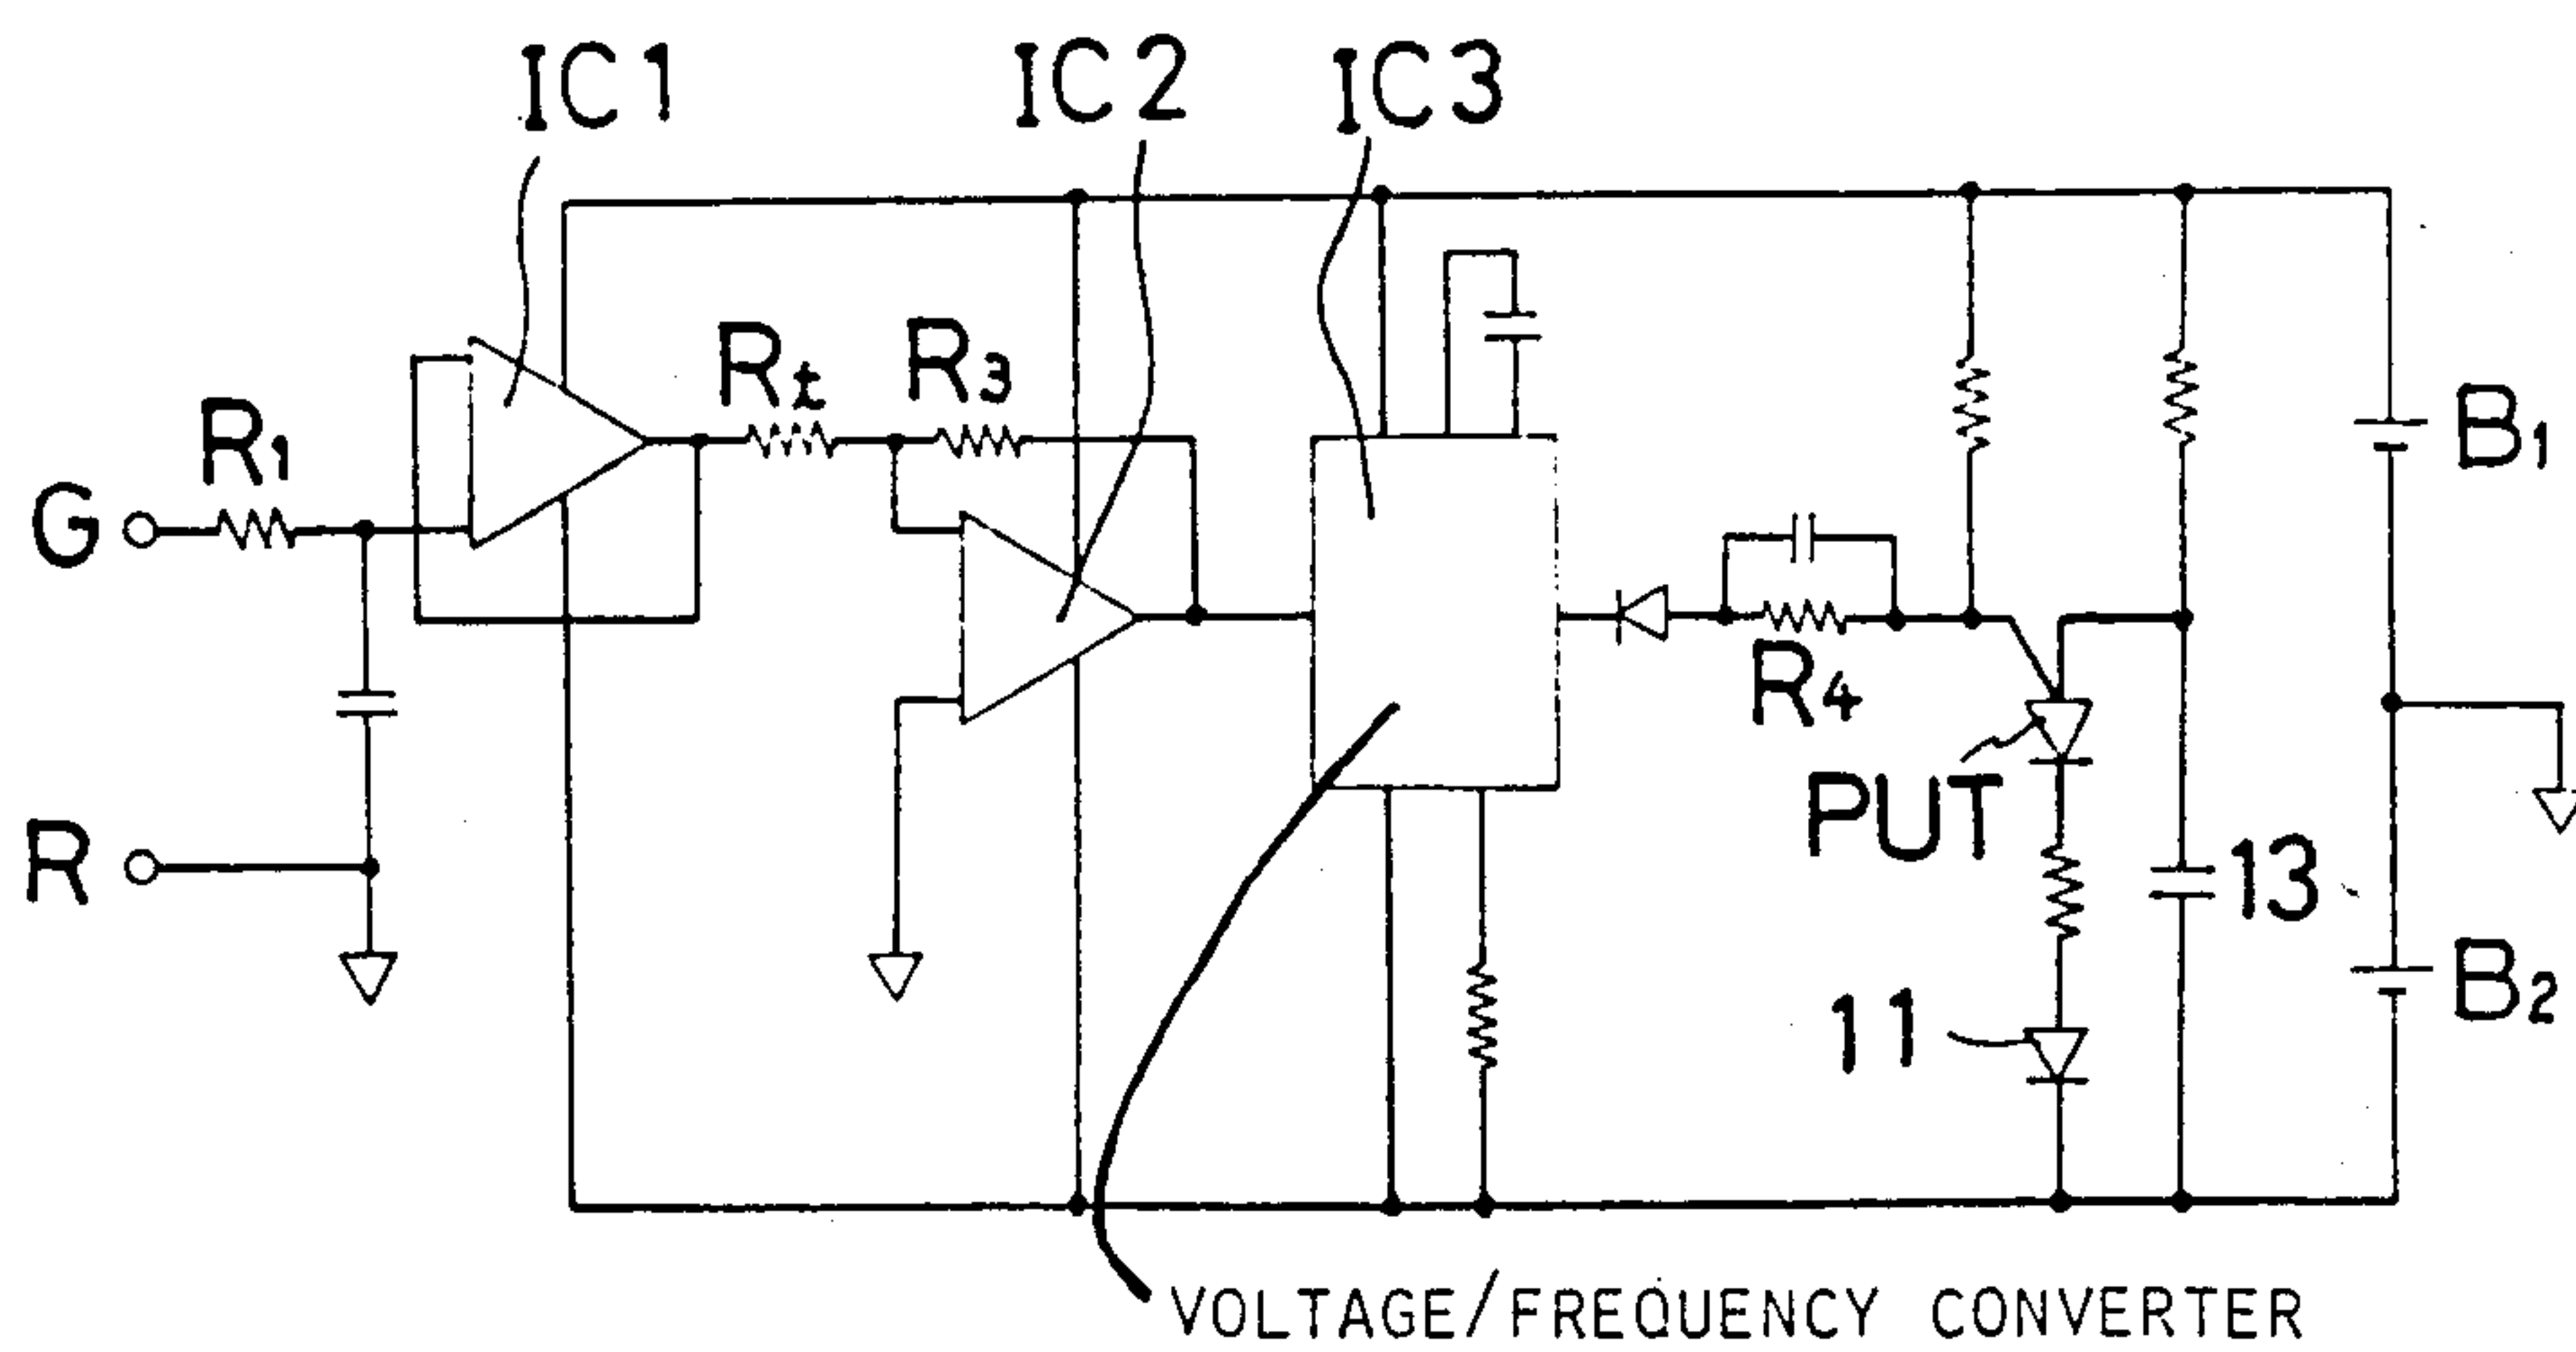 IC1 IC2 IC3
R1 Rt R3 B1
G
R4
PUT
R 13
11 B2
VOLTAGE/FREQUENCY CONVERTER